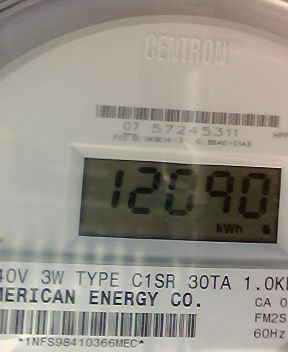 CENTRON®
07 57245311
12090
kWh
40V 3W TYPE C1SR 30TA 1.0K
MERICAN ENERGY CO.
CA 0
FM2S
60Hz
*1NFS98410366MEC*